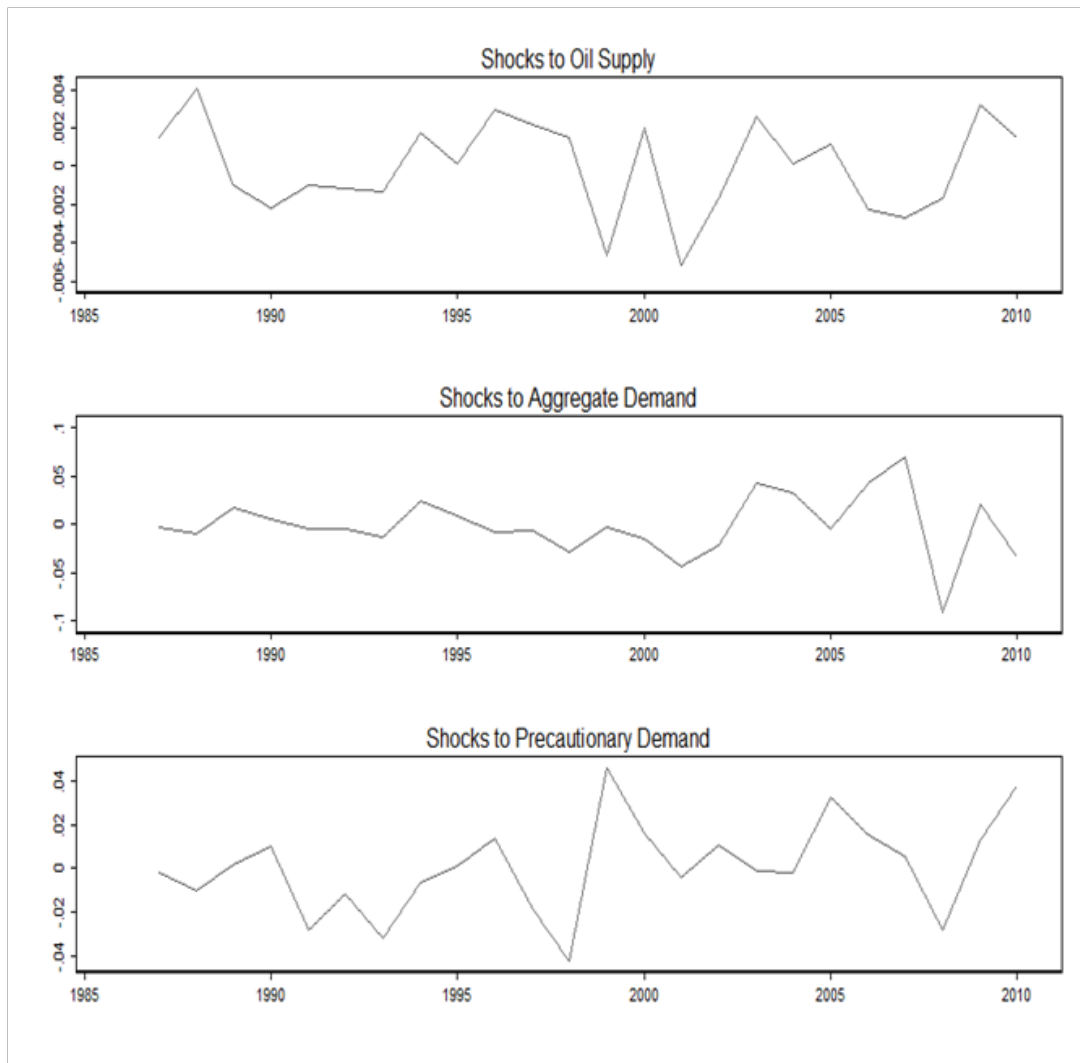 Shocks to Oil Supply
.004
.002
0
-.002
-.004
-.006
1985 1990 1995 2000 2005 2010
Shocks to Aggregate Demand
.1
.05
0
-.05
-.1
1985 1990 1995 2000 2005 2010
Shocks to Precautionary Demand
.04
.02
0
-.02
-.04
1985 1990 1995 2000 2005 2010